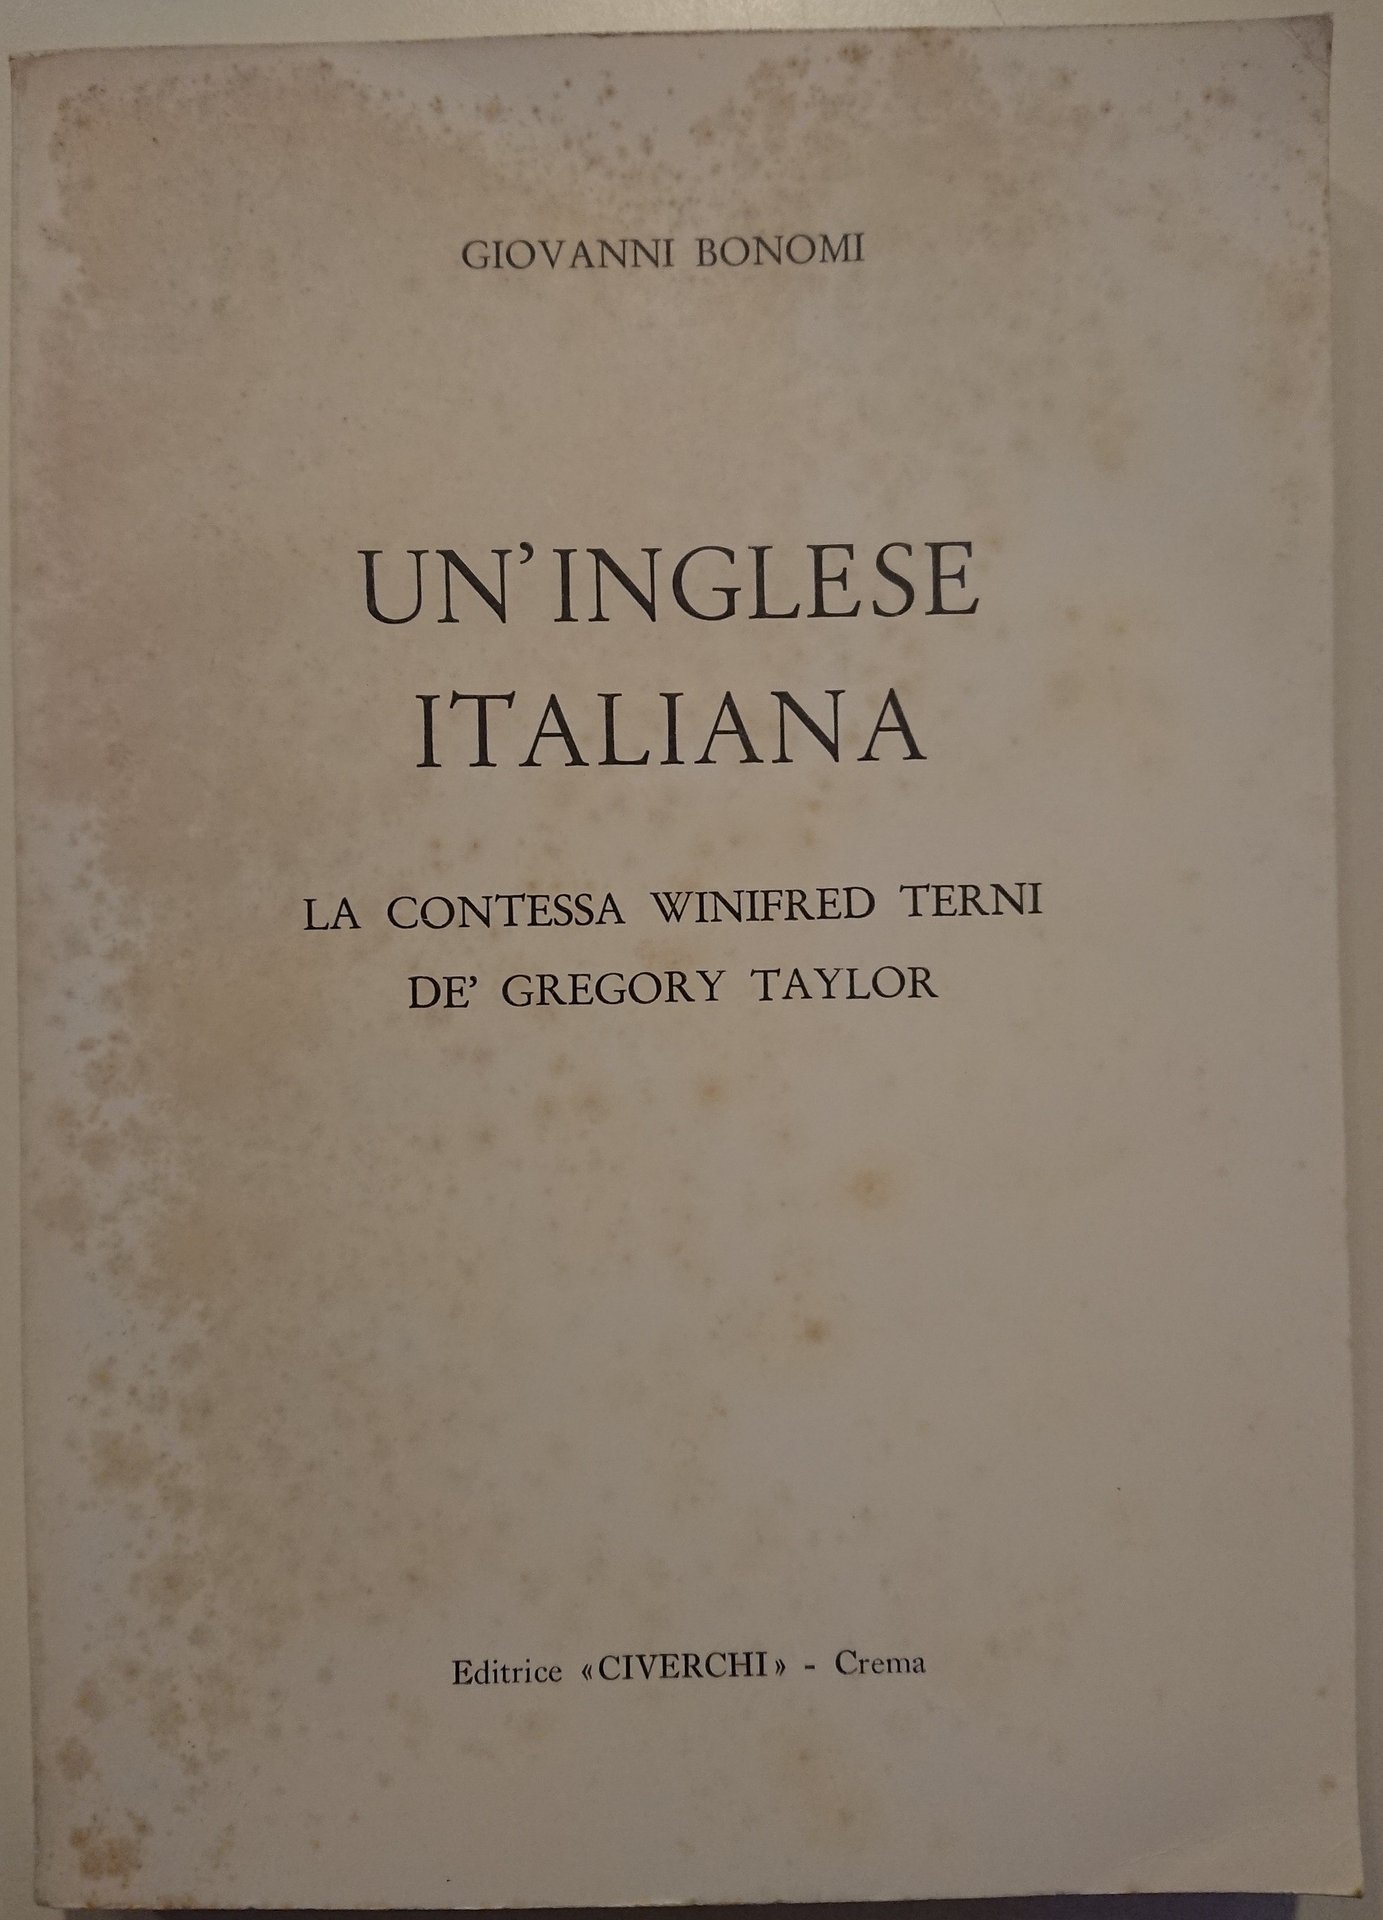 GIOVANNI BONOMI
UN'INGLESE
ITALIANA
LA CONTESSA WINIFRED TERNI
DE' GREGORY TAYLOR
Editrice «CIVERCHI» - Crema